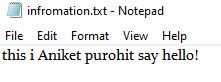 infromation.txt - Notepad
File Edit Format View Help
this i Aniket purohit say hello!